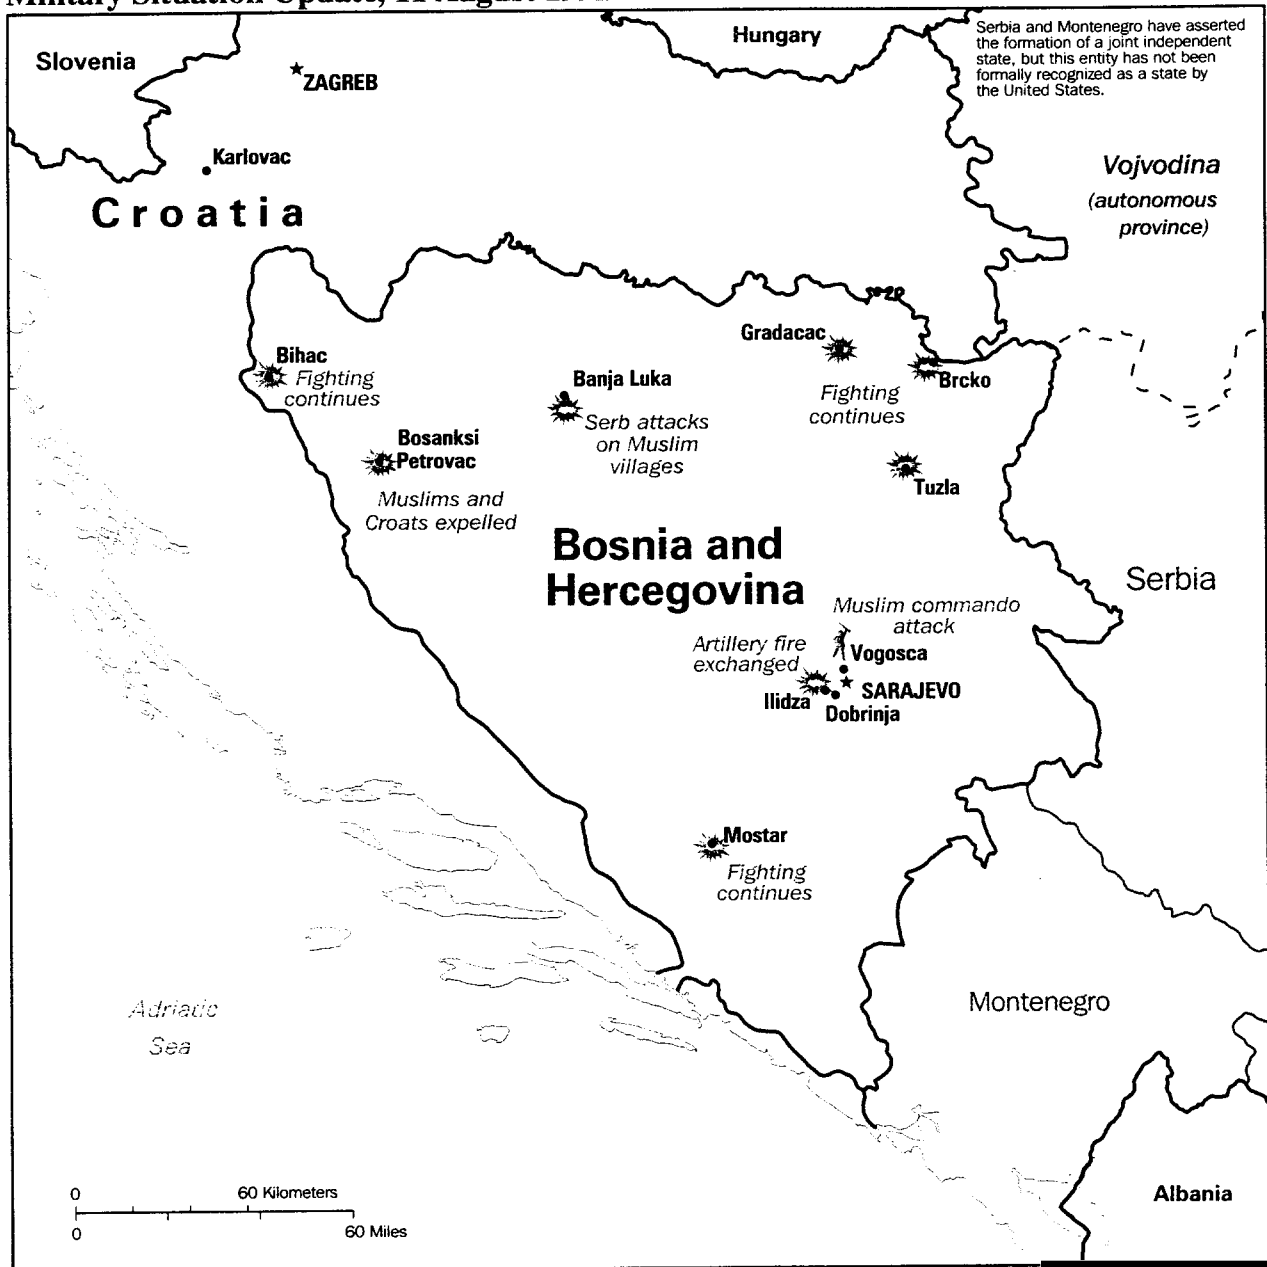 Military Situation Update, 11 August
Slovenia
ZAGREB
Hungary
Serbia and Montenegro have asserted
the formation of a joint independent
state, but this entity has not been
formally recognized as a state by
the United States.
Karlovac
Croatia
Vojvodina
(autonomous
province)
Gradacac
Bihac
Fighting
continues
Banja Luka
Serb attacks
on Muslim
villages
Brcko
Fighting
continues
Bosanksi
Petrovac
Muslims and
Croats expelled
Tuzla
Bosnia and
Hercegovina
Serbia
Muslim commando
attack
Artillery fire
exchanged
Vogosca
SARAJEVO
Ilidza
Dobrinja
Mostar
Fighting
continues
Adriatic
Sea
Montenegro
Albania
0 60 Kilometers
0 60 Miles